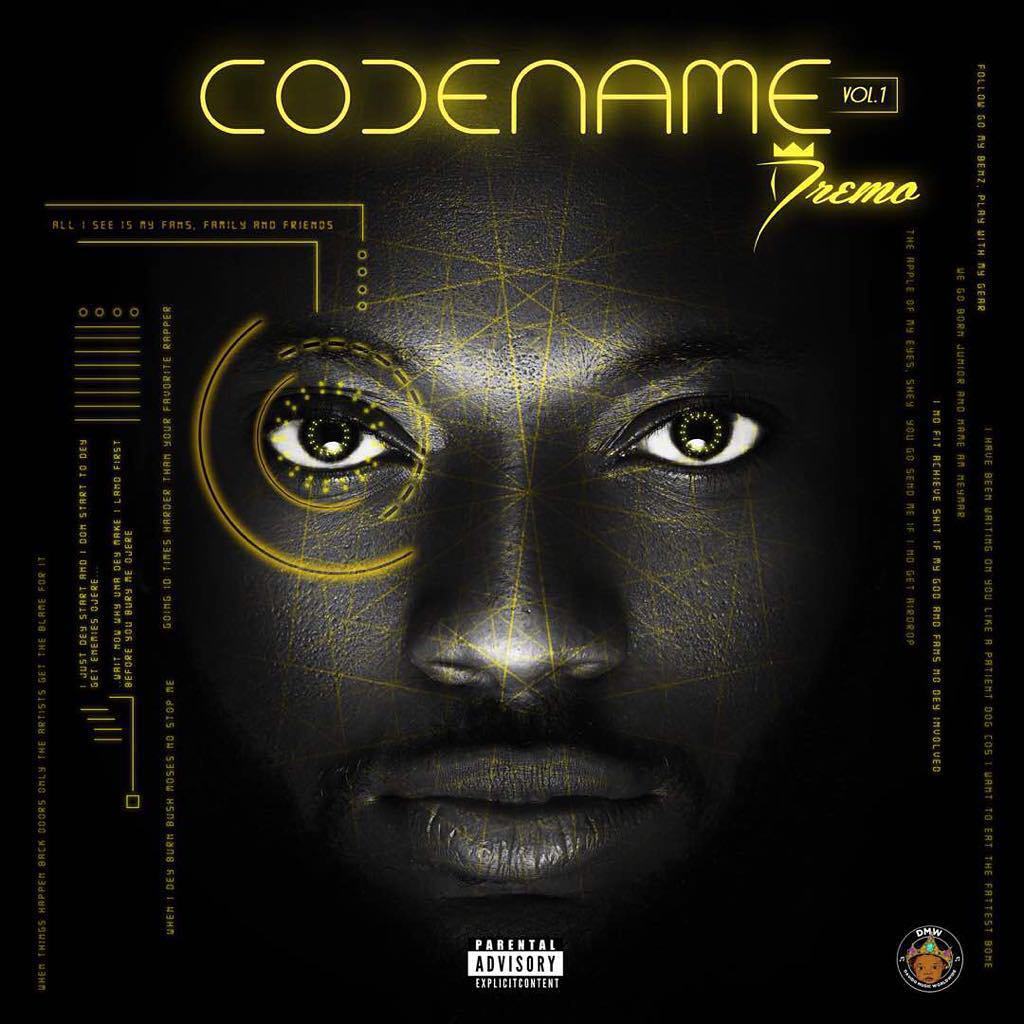 CODENAME
VOL.1
Dremo
ALL I SEE IS MY FANS, FAMILY AND FRIENDS
WHEN THINGS HAPPEN BACK DOORS ONLY THE ARTISTS GET THE BLAME FOR IT
I JUST DEY START AND I DON START TO DEY
GET ENEMIES OJERE...
..WAIT NOW WHY UNA DEY MAKE I LAND FIRST
BEFORE YOU BURY ME OJERE
GOING 10 TIMES HARDER THAN YOUR FAVORITE RAPPER
WHEN I DEY BURN BUSH MOSES NO STOP ME
THE APPLE OF MY EYES, SHEY YOU GO SEND ME IF I NO GET AIRDROP
I NO FIT ACHIEVE SHIT IF MY GOD AND FANS NO DEY INVOLVED
WE GO BORN JUNIOR AND NAME AM NEYMAR
FOLLOW GO MY BENZ, PLAY WITH MY GEAR
I HAVE BEEN WAITING ON YOU LIKE A PATIENT DOG COS I WANT TO EAT THE FATTEST BONE
PARENTAL
ADVISORY
EXPLICIT CONTENT
DMW